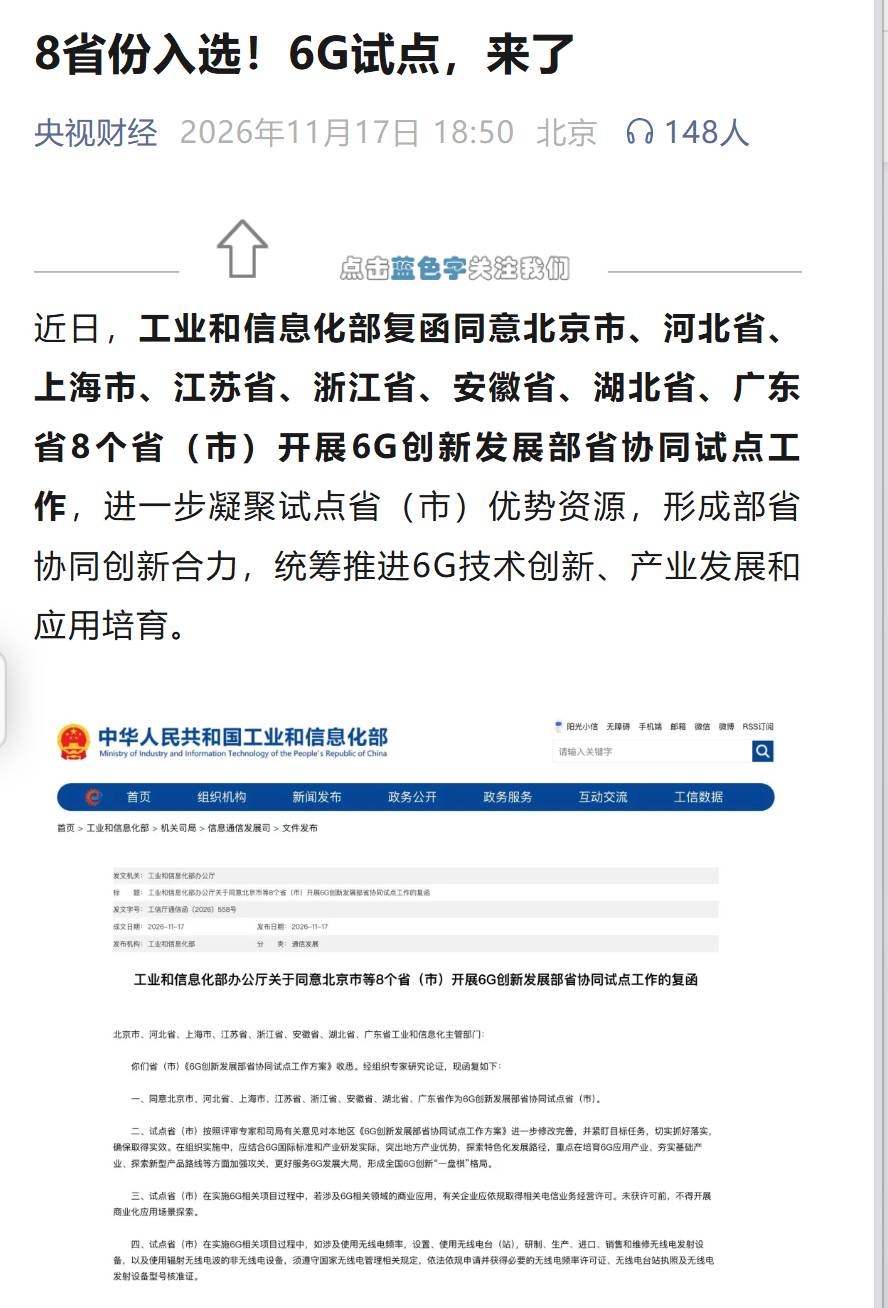 8省份入选！6G试点，来了
央视财经 2026年11月17日 18:50 北京 148人
点击蓝色字关注我们
近日，工业和信息化部复函同意北京市、河北省、
上海市、江苏省、浙江省、安徽省、湖北省、广东
省8个省（市）开展6G创新发展部省协同试点工
作，进一步凝聚试点省（市）优势资源，形成部省
协同创新合力，统筹推进6G技术创新、产业发展和
应用培育。
中华人民共和国工业和信息化部
Ministry of Industry and Information Technology of the People's Republic of China
阳光小信 无障碍 手机端 邮箱 微信 微博 RSS订阅
请输入关键字
首页 组织机构 新闻发布 政务公开 政务服务 互动交流 工信数据
首页 > 工业和信息化部 > 机关司局 > 信息通信发展司 > 文件发布
发文机关： 工业和信息化部办公厅
标 题： 工业和信息化部办公厅关于同意北京市等8个省（市）开展6G创新发展部省协同试点工作的复函
发文字号： 工信厅通信函〔2026〕558号
成文日期： 2026-11-17 发布日期： 2026-11-17
发布机构： 工业和信息化部 分 类： 通信发展
工业和信息化部办公厅关于同意北京市等8个省（市）开展6G创新发展部省协同试点工作的复函
北京市、河北省、上海市、江苏省、浙江省、安徽省、湖北省、广东省工业和信息化主管部门：
你们省（市）《6G创新发展部省协同试点工作方案》收悉。经组织专家研究论证，现函复如下：
一、同意北京市、河北省、上海市、江苏省、浙江省、安徽省、湖北省、广东省作为6G创新发展部省协同试点省（市）。
二、试点省（市）按照评审专家和司局有关意见对本地区《6G创新发展部省协同试点工作方案》进一步修改完善，并紧盯目标任务，切实抓好落实，
确保取得实效。在组织实施中，应结合6G国际标准和产业研发实际，突出地方产业优势，探索特色化发展路径，重点在培育6G应用产业、夯实基础产
业、探索新型产品路线等方面加强攻关，更好服务6G发展大局，形成全国6G创新“一盘棋”格局。
三、试点省（市）在实施6G相关项目过程中，若涉及6G相关领域的商业应用，有关企业应依规取得相关电信业务经营许可。未获许可前，不得开展
商业化应用场景探索。
四、试点省（市）在实施6G相关项目过程中，如涉及使用无线电频率，设置、使用无线电台（站），研制、生产、进口、销售和维修无线电发射设
备，以及使用辐射无线电波的非无线电设备，须遵守国家无线电管理相关规定，依法依规申请并获得必要的无线电频率许可证、无线电台站执照及无线电
发射设备型号核准证。